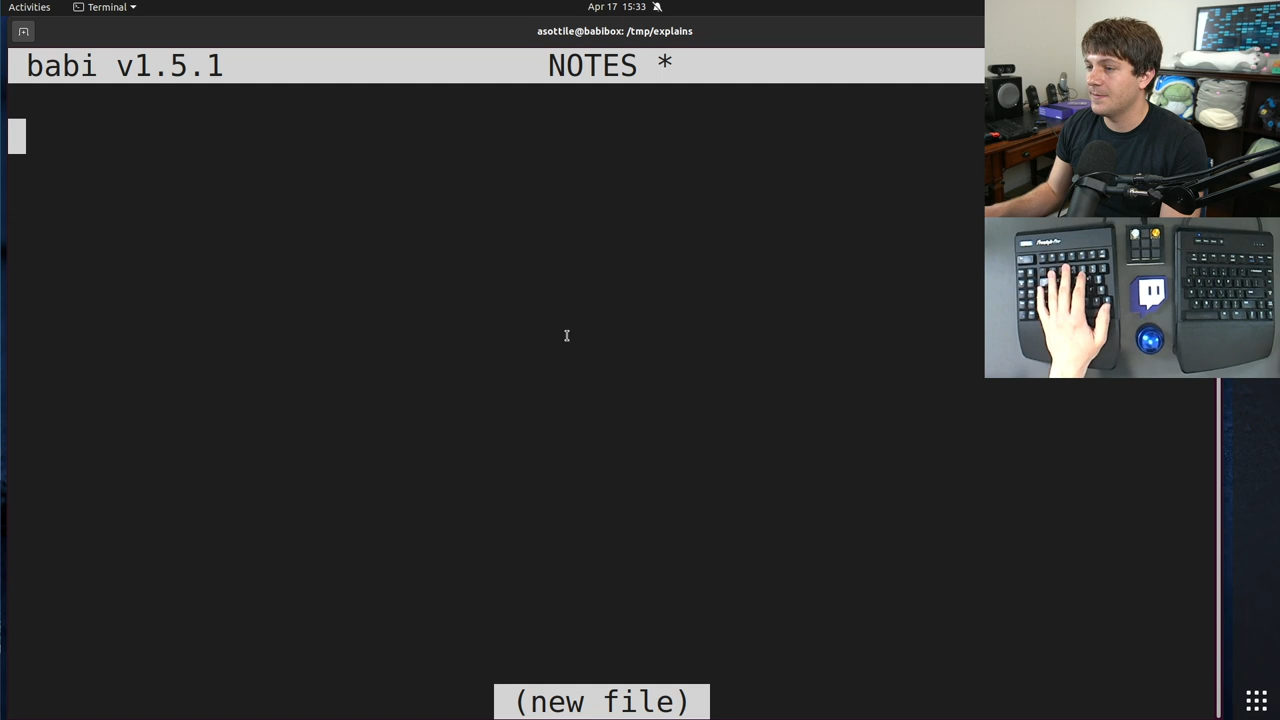 Activities
Terminal
Apr 17 15:33
asottile@babibox: /tmp/explains
babi v1.5.1
NOTES *
(new file)